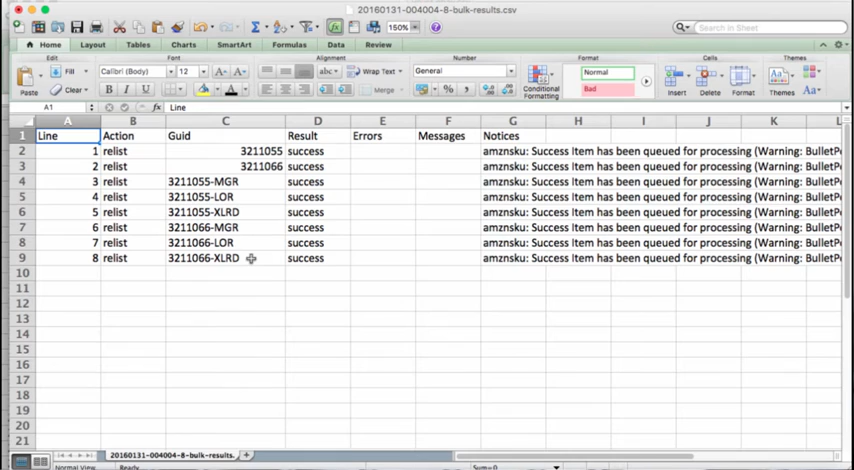 20160131-004004-8-bulk-results.csv
150%
Search in Sheet
Home Layout Tables Charts SmartArt Formulas Data Review
Font Alignment Number Format Cells Themes
Fill Calibri (Body) 12 A A abc Wrap Text General Normal
Paste Clear B I U A Merge % Conditional Formatting Bad Insert Delete Format Themes Aa
A1 fx Line
A B C D E F G H I J K L
1 Line Action Guid Result Errors Messages Notices
2 1 relist 3211055 success amznsku: Success Item has been queued for processing (Warning: BulletPo
3 2 relist 3211066 success amznsku: Success Item has been queued for processing (Warning: BulletPo
4 3 relist 3211055-MGR success amznsku: Success Item has been queued for processing (Warning: BulletPo
5 4 relist 3211055-LOR success amznsku: Success Item has been queued for processing (Warning: BulletPo
6 5 relist 3211055-XLRD success amznsku: Success Item has been queued for processing (Warning: BulletPo
7 6 relist 3211066-MGR success amznsku: Success Item has been queued for processing (Warning: BulletPo
8 7 relist 3211066-LOR success amznsku: Success Item has been queued for processing (Warning: BulletPo
9 8 relist 3211066-XLRD success amznsku: Success Item has been queued for processing (Warning: BulletPo
10
11
12
13
14
15
16
17
18
19
20
21
20160131-004004-8-bulk-results.
Normal View Ready Sum=0